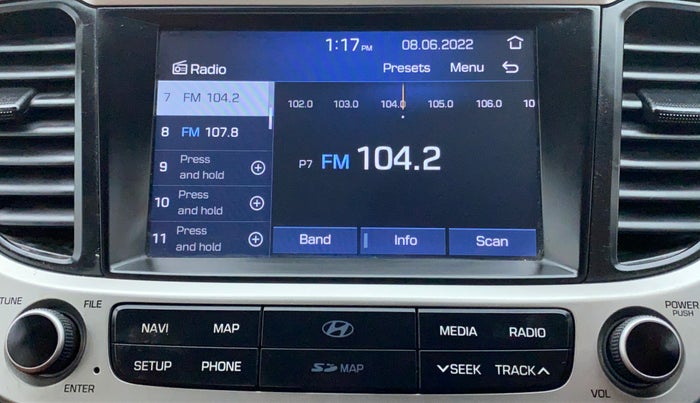 1:17 PM 08.06.2022
Radio Presets Menu
7 FM 104.2
8 FM 107.8
9 Press and hold
10 Press and hold
11 Press and hold
102.0 103.0 104.0 105.0 106.0 10
P7 FM 104.2
Band Info Scan
TUNE FILE
ENTER
NAVI MAP
SETUP PHONE
SD MAP
MEDIA RADIO
SEEK TRACK
POWER
PUSH
VOL